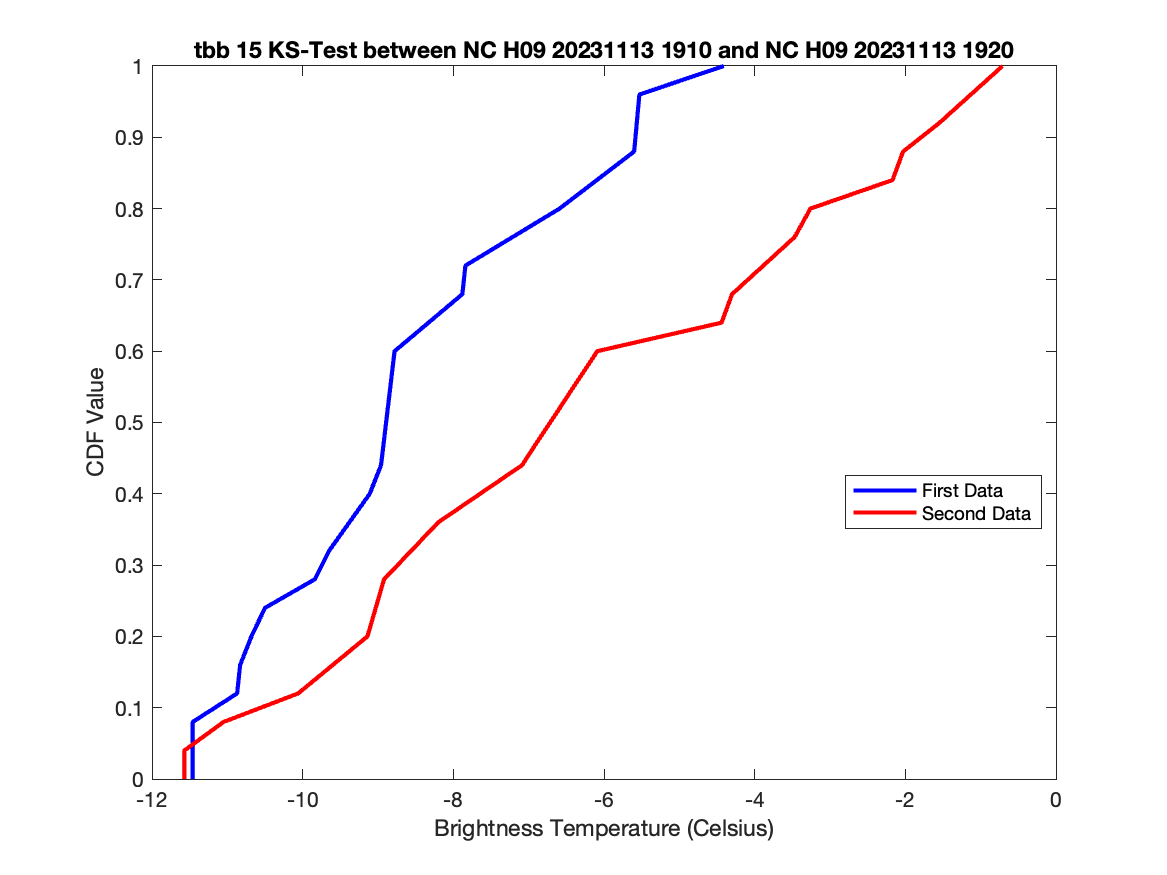 tbb 15 KS-Test between NC H09 20231113 1910 and NC H09 20231113 1920
1
0.9
0.8
0.7
0.6
0.5
0.4
0.3
0.2
0.1
0
CDF Value
First Data
Second Data
-12 -10 -8 -6 -4 -2 0
Brightness Temperature (Celsius)